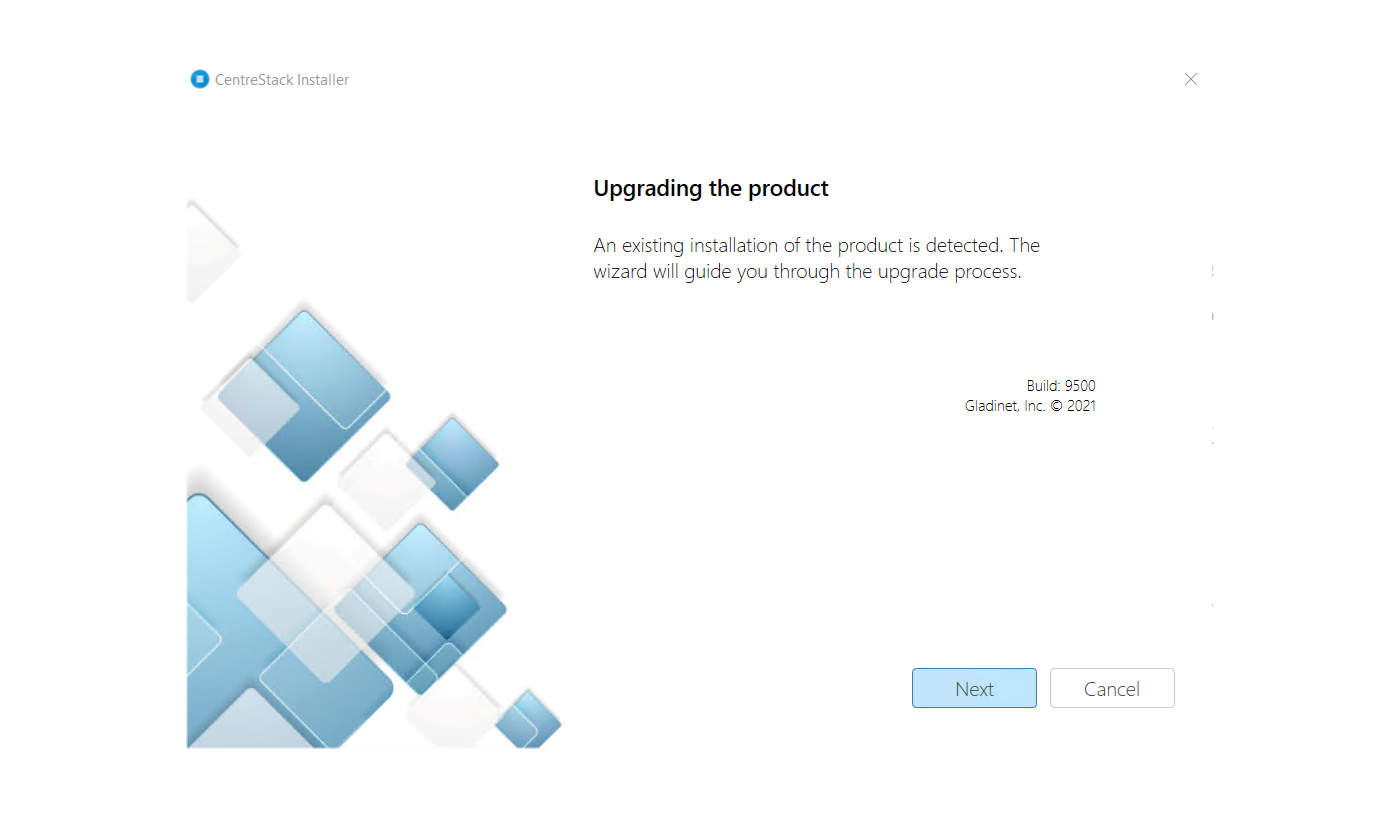 CentreStack Installer
Upgrading the product
An existing installation of the product is detected. The
wizard will guide you through the upgrade process.
Build: 9500
Gladinet, Inc. © 2021
Next
Cancel